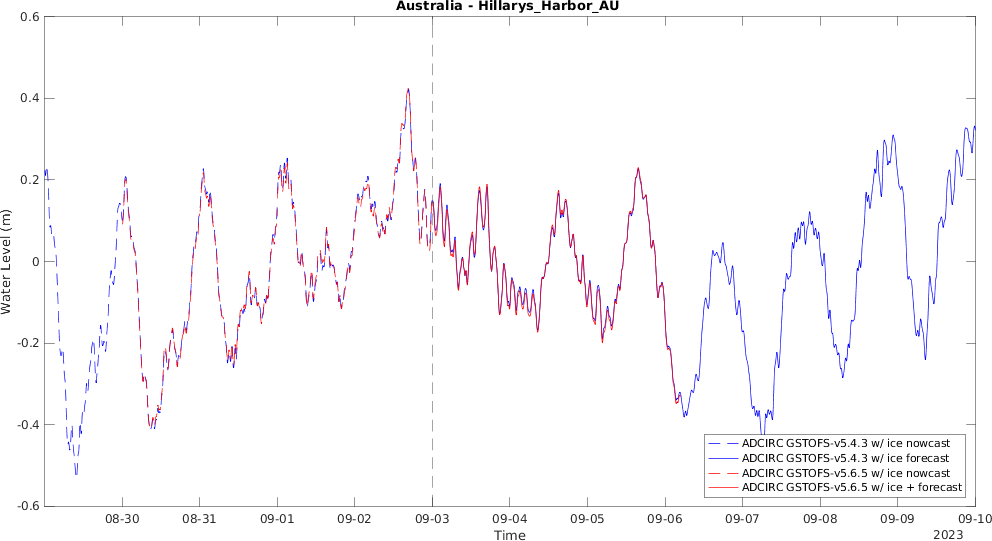 Australia - Hillarys_Harbor_AU
Water Level (m)
0.6
0.4
0.2
0
-0.2
-0.4
-0.6
ADCIRC GSTOFS-v5.4.3 w/ ice nowcast
ADCIRC GSTOFS-v5.4.3 w/ ice forecast
ADCIRC GSTOFS-v5.6.5 w/ ice nowcast
ADCIRC GSTOFS-v5.6.5 w/ ice + forecast
08-30 08-31 09-01 09-02 09-03 09-04 09-05 09-06 09-07 09-08 09-09 09-10
Time
2023